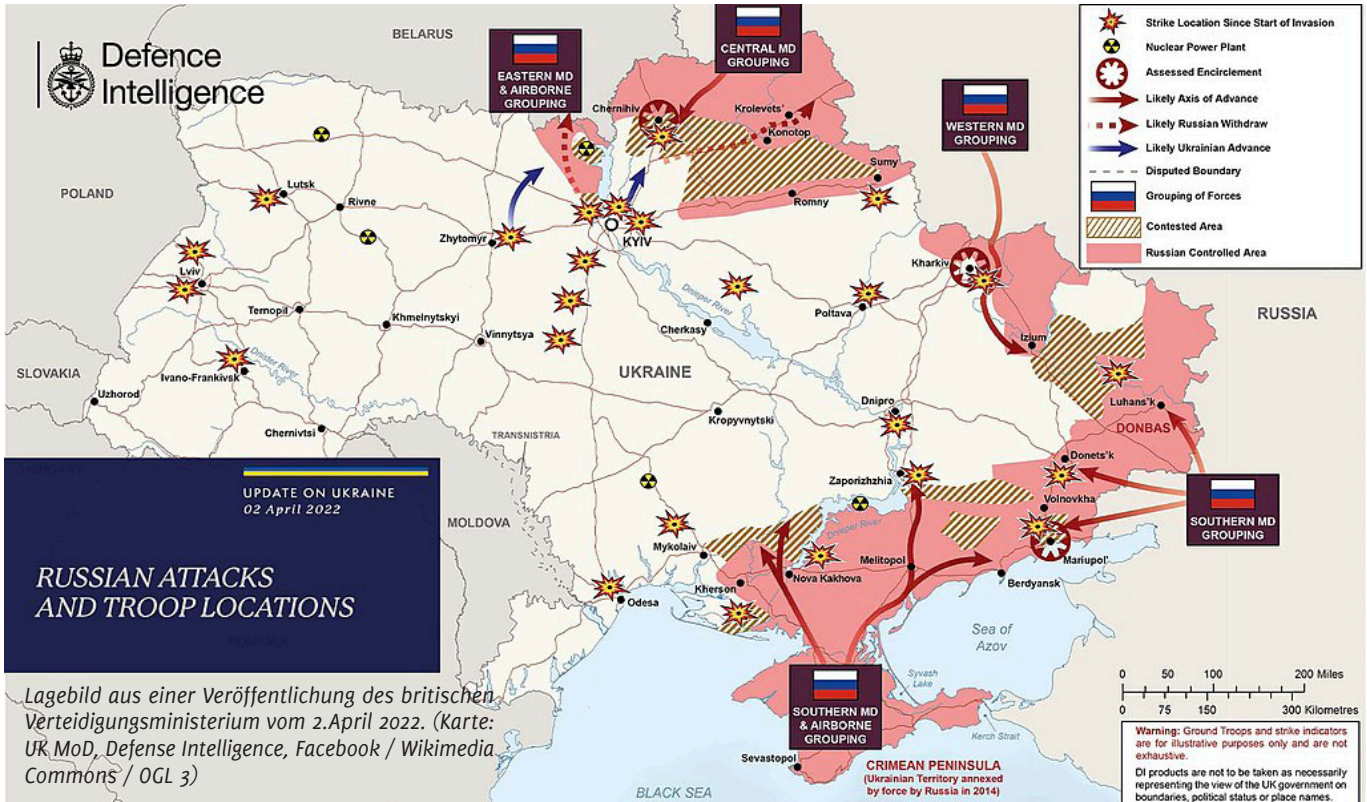 Defence
Intelligence
BELARUS
EASTERN MD
& AIRBORNE
GROUPING
CENTRAL MD
GROUPING
WESTERN MD
GROUPING
Strike Location Since Start of Invasion
Nuclear Power Plant
Assessed Encirclement
Likely Axis of Advance
Likely Russian Withdraw
Likely Ukrainian Advance
Disputed Boundary
Grouping of Forces
Contested Area
Russian Controlled Area
Chernihiv
Krolevets'
Konotop
Sumy
Romny
POLAND
Lutsk
Rivne
Zhytomyr
KYIV
Kharkiv
Lviv
Ternopil
Khmelnytskyi
Vinnytsya
Cherkasy
Dnieper River
Poltava
Izium
RUSSIA
SLOVAKIA
Dnister River
Ivano-Frankivsk
Uzhorod
Chernivtsi
UKRAINE
Kropyvnytski
Dnipro
Luhans'k
DONBAS
TRANSNISTRIA
Donets'k
Zaporizhzhia
Volnovkha
HUNGARY
MOLDOVA
SOUTHERN MD
GROUPING
Dnieper River
Mykolaiv
Mariupol'
Nova Kakhova
Melitopol
Berdyansk
Kherson
Odesa
UPDATE ON UKRAINE
02 April 2022
RUSSIAN ATTACKS
AND TROOP LOCATIONS
ROMANIA
Sea of
Azov
Syvash
Lake
SOUTHERN MD
& AIRBORNE
GROUPING
Kerch Strait
Sevastopol
CRIMEAN PENINSULA
(Ukrainian Territory annexed
by force by Russia in 2014)
BLACK SEA
0 100 200 Miles
0 75 150 300 Kilometres
Warning: Ground Troops and strike indicators
are for illustrative purposes only and are not
exhaustive.
DI products are not to be taken as necessarily
representing the view of the UK government on
boundaries, political status or place names.
Lagebild aus einer Veröffentlichung des britischen
Verteidigungsministerium vom 2.April 2022. (Karte:
UK MoD, Defense Intelligence, Facebook / Wikimedia
Commons / OGL 3)